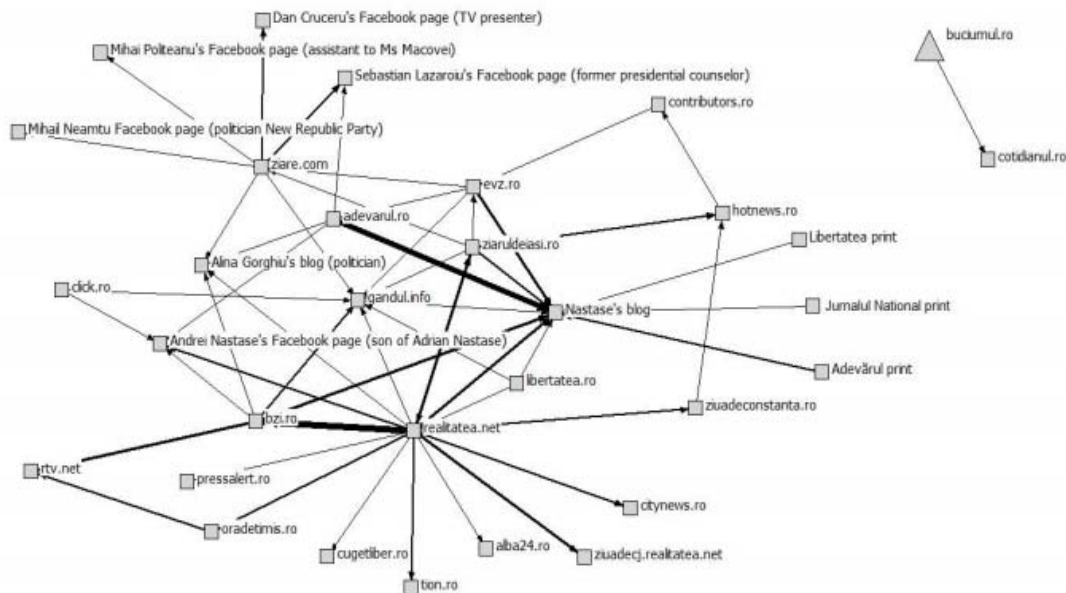 Dan Cruceru's Facebook page (TV presenter)
buciumul.ro
Mihai Politeanu's Facebook page (assistant to Ms Macovei)
Sebastian Lazaroiu's Facebook page (former presidential counselor)
contributors.ro
Mihail Neamtu Facebook page (politician New Republic Party)
cotidianul.ro
ziare.com
evz.ro
adevarul.ro
hotnews.ro
ziaruldeiasi.ro
Libertatea print
Alina Gorghiu's blog (politician)
click.ro
gandul.info
Nastase's blog
Jurnalul National print
Andrei Nastase's Facebook page (son of Adrian Nastase)
Adevărul print
libertatea.ro
ziuadeconstanta.ro
bzi.ro
realitatea.net
rtv.net
pressalert.ro
citynews.ro
oradetimis.ro
cugetliber.ro
alba24.ro
ziuadecj.realitatea.net
tion.ro